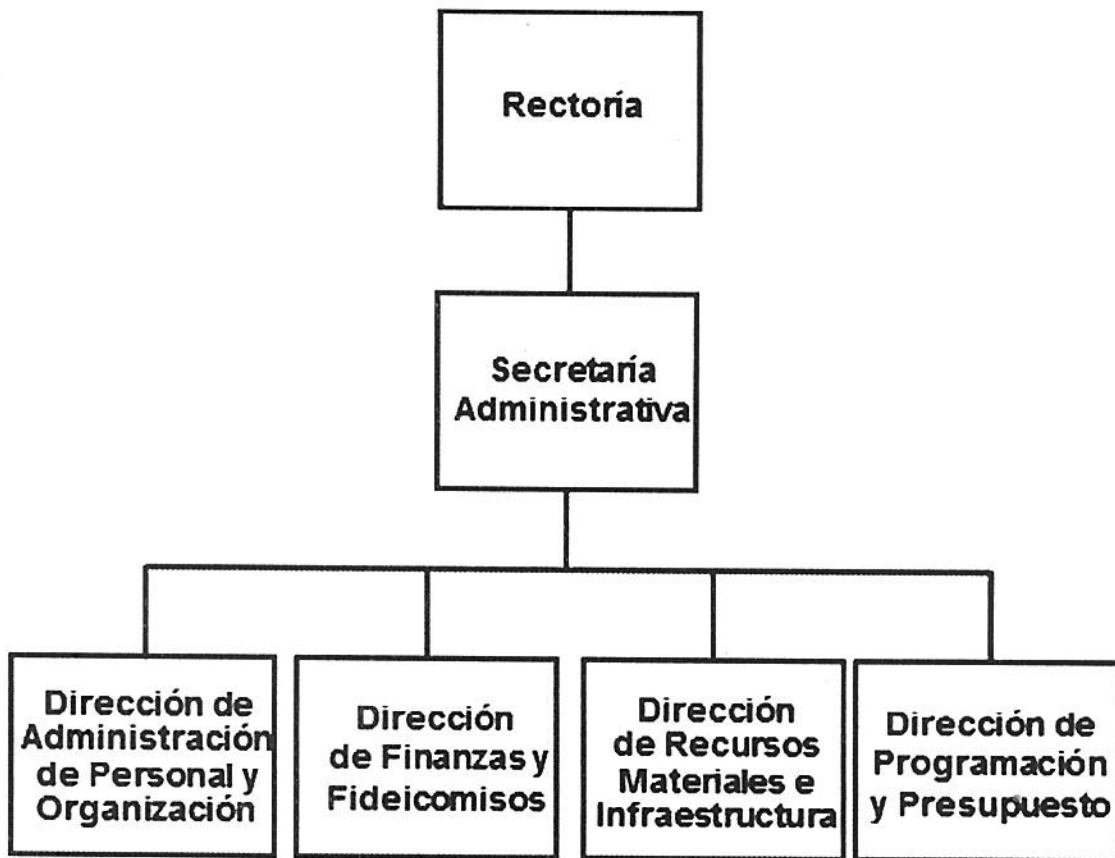 Rectoría
Secretaría
Administrativa
Dirección de
Administración
de Personal y
Organización
Dirección
de Finanzas y
Fideicomisos
Dirección
de Recursos
Materiales e
Infraestructura
Dirección de
Programación
y Presupuesto